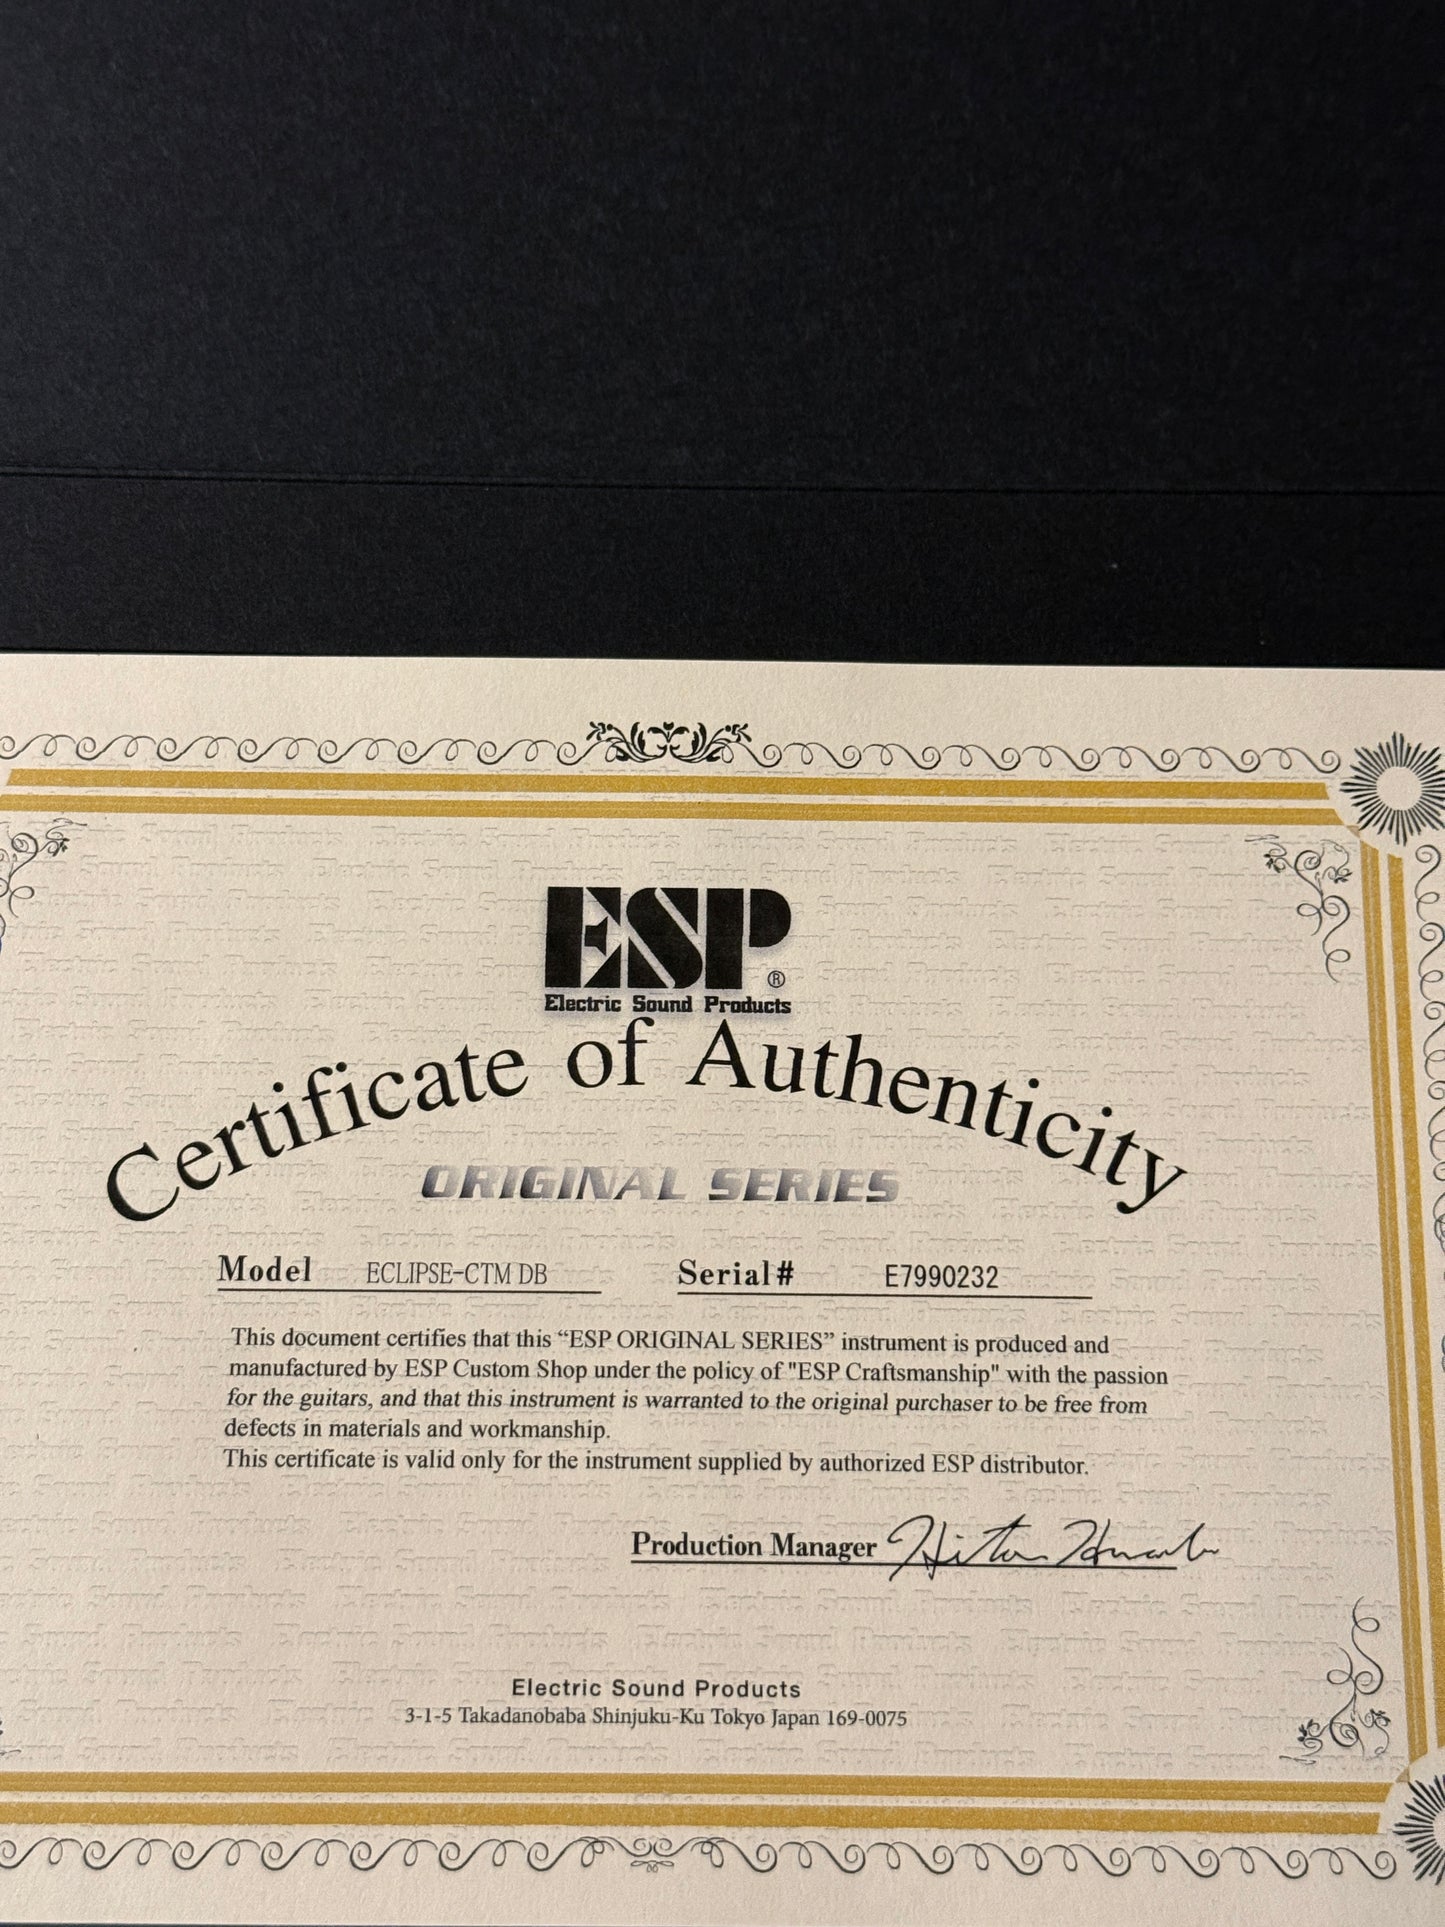 ESP®
Electric Sound Products
Certificate of Authenticity
ORIGINAL SERIES
Model ECLIPSE-CTM DB Serial# E7990232
This document certifies that this “ESP ORIGINAL SERIES” instrument is produced and
manufactured by ESP Custom Shop under the policy of "ESP Craftsmanship" with the passion
for the guitars, and that this instrument is warranted to the original purchaser to be free from
defects in materials and workmanship.
This certificate is valid only for the instrument supplied by authorized ESP distributor.
Production Manager
Electric Sound Products
3-1-5 Takadanobaba Shinjuku-Ku Tokyo Japan 169-0075